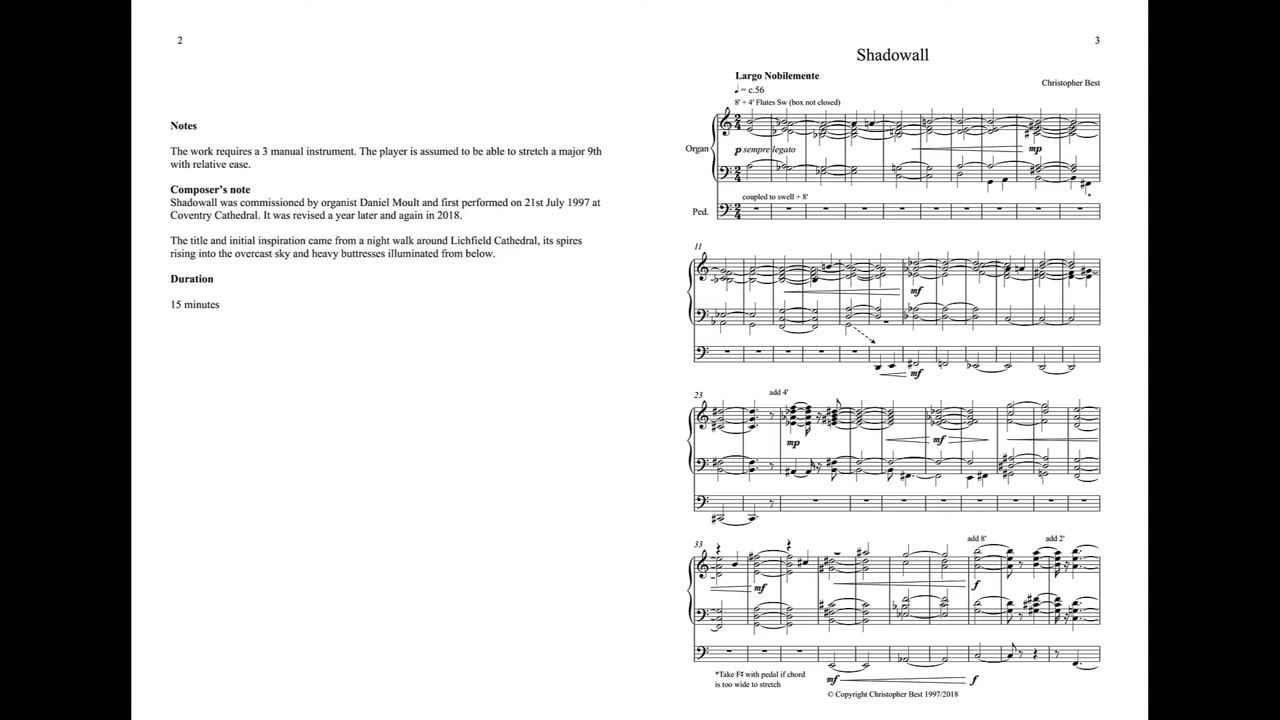 2
Notes
The work requires a 3 manual instrument. The player is assumed to be able to stretch a major 9th
with relative ease.
Composer's note
Shadowall was commissioned by organist Daniel Moult and first performed on 21st July 1997 at
Coventry Cathedral. It was revised a year later and again in 2018.
The title and initial inspiration came from a night walk around Lichfield Cathedral, its spires
rising into the overcast sky and heavy buttresses illuminated from below.
Duration
15 minutes
3
Shadowall
Largo Nobilemente
Christopher Best
♩ = c.56
8' + 4' Flutes Sw (box not closed)
Organ
p sempre legato
mp
coupled to swell + 8'
Ped.
11
mf
mf
23
add 4'
mp
mf
33
add 8'
add 2'
mf
f
*Take F# with pedal if chord
is too wide to stretch
mf
f
© Copyright Christopher Best 1997/2018